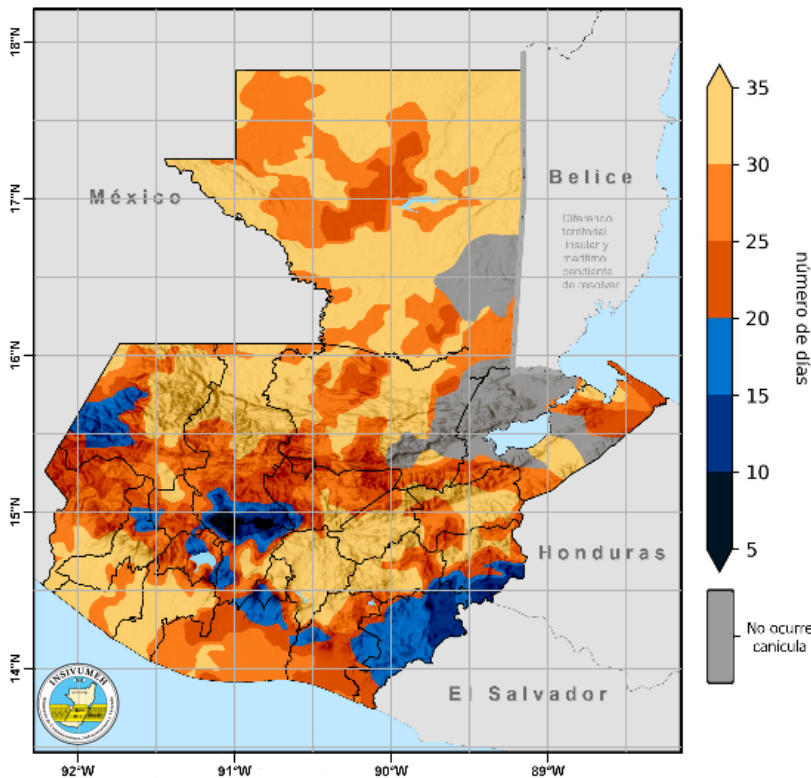 18°N
17°N
16°N
15°N
14°N
92°W
91°W
90°W
89°W
México
Belice
Diferendo
territorial
insular y
marítimo
pendiente
de resolver
Honduras
El Salvador
INSIVUMEH
35
30
25
20
15
10
5
número de días
No ocurre
canícula